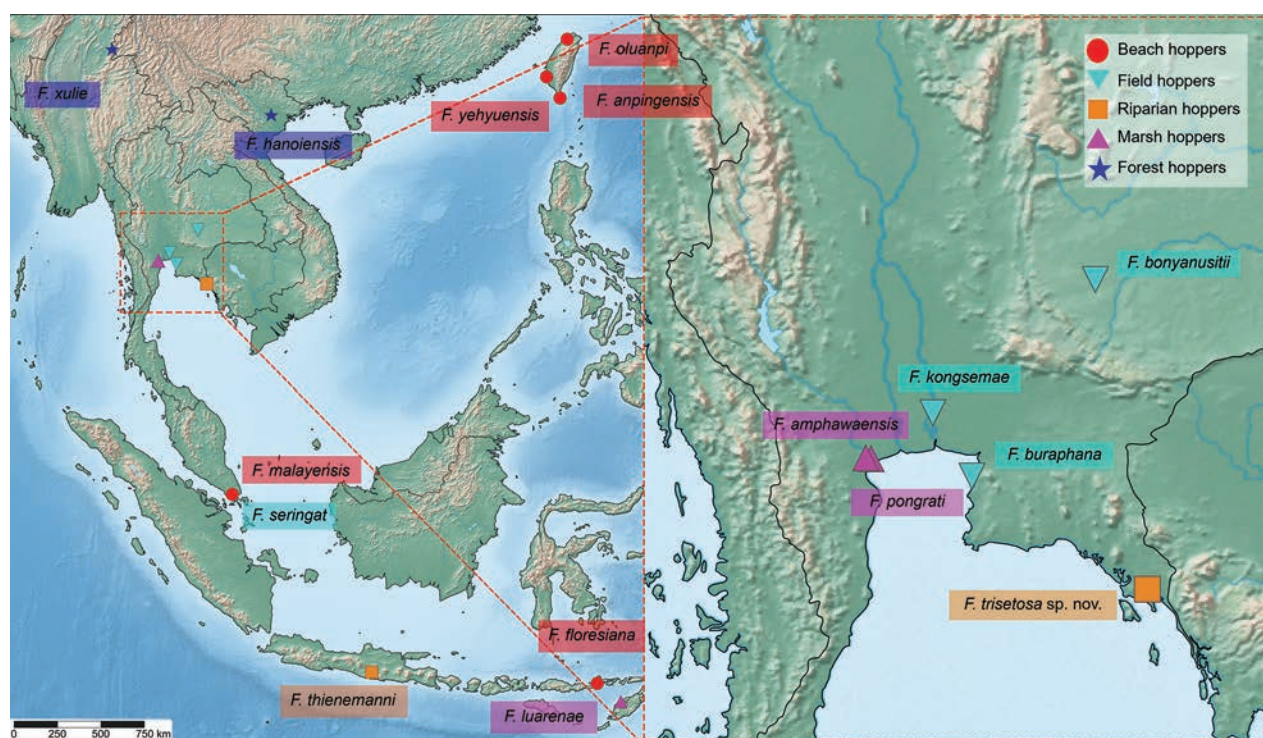 F. xulie
F. hanoiensis
F. oluanpi
F. yehyuensis
F. anpingensis
F. malayensis
F. seringat
F. floresiana
F. thienemanni
F. luarenae
0 250 500 750 km
Beach hoppers
Field hoppers
Riparian hoppers
Marsh hoppers
Forest hoppers
F. bonyanusitii
F. kongsemae
F. amphawaensis
F. buraphana
F. pongrati
F. trisetosa sp. nov.